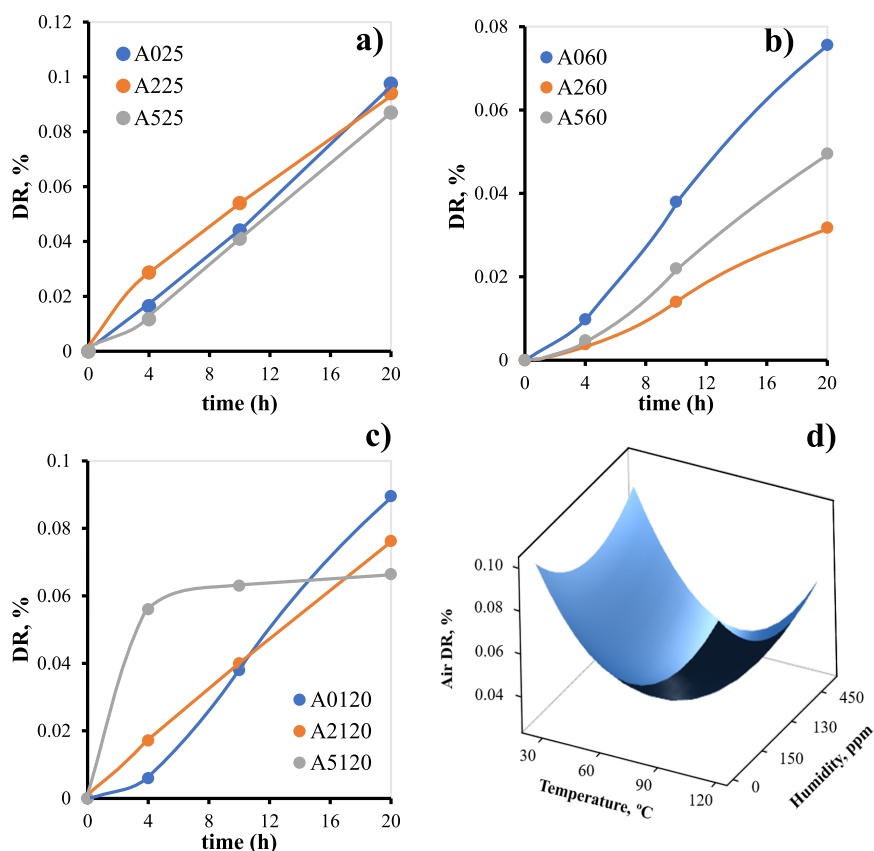 a)
A025
A225
A525
0.12
0.1
0.08
0.06
0.04
0.02
0
DR, %
0 4 8 12 16 20
time (h)
b)
A060
A260
A560
0.08
0.06
0.04
0.02
0
DR, %
0 4 8 12 16 20
time (h)
c)
0.1
0.08
0.06
0.04
0.02
0
DR, %
A0120
A2120
A5120
0 4 8 12 16 20
time (h)
d)
0.10
0.08
0.06
0.04
Air DR, %
30 60 90 120
Temperature, ºC
0 150 130 450
Humidity, ppm